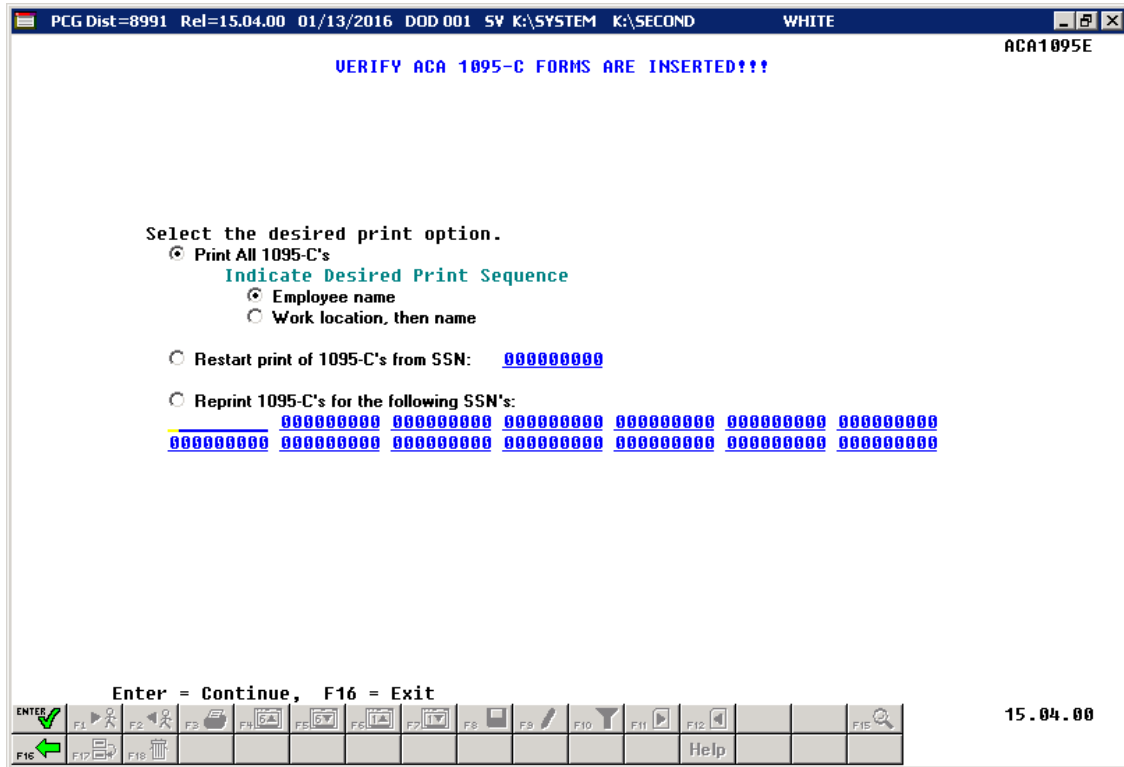 PCG Dist=8991 Rel=15.04.00 01/13/2016 DOD 001 SV K:\SYSTEM K:\SECOND WHITE
ACA1095E
VERIFY ACA 1095-C FORMS ARE INSERTED!!!
Select the desired print option.
Print All 1095-C's
Indicate Desired Print Sequence
Employee name
Work location, then name
Restart print of 1095-C's from SSN: 000000000
Reprint 1095-C's for the following SSN's:
000000000 000000000 000000000 000000000 000000000 000000000
000000000 000000000 000000000 000000000 000000000 000000000 000000000
Enter = Continue, F16 = Exit
ENTER F1 F2 F3 F4 F5 F6 F7 F8 F9 F10 F11 F12 F15 15.04.00
F16 F17 F18 Help